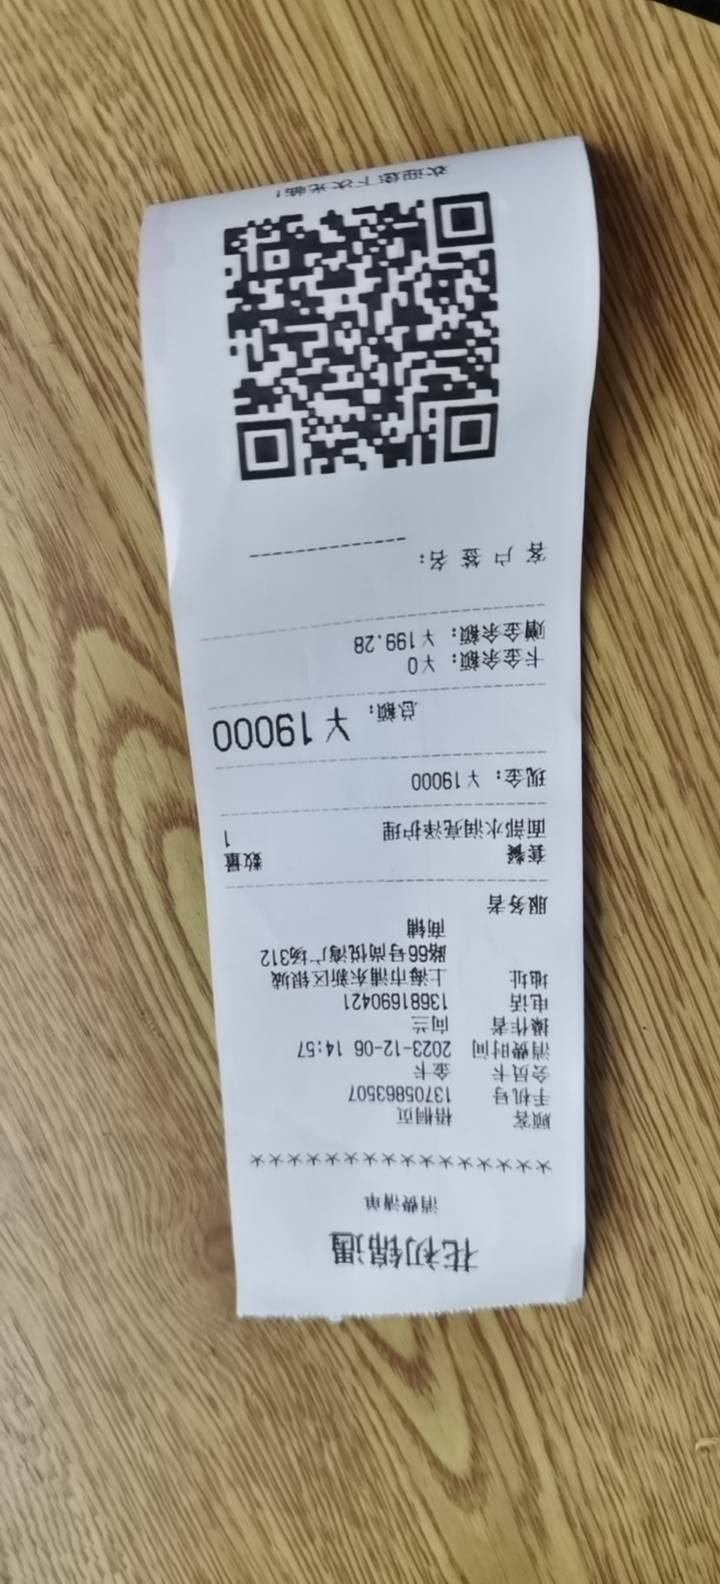 花初锦遇
消费清单
****************
顾客 梧桐页
手机号 13705863507
会员卡 金卡
消费时间 2023-12-06 14:57
操作者 向兰
电话 13681690421
地址 上海市浦东新区银城
路66号尚悦湾广场312
商铺
服务者
套餐 数量
面部水润亮泽护理 1
现金: ¥19000
总额: ¥19000
卡金余额: ¥0
赠金余额: ¥199.28
客户签名:
欢迎您下次光临!